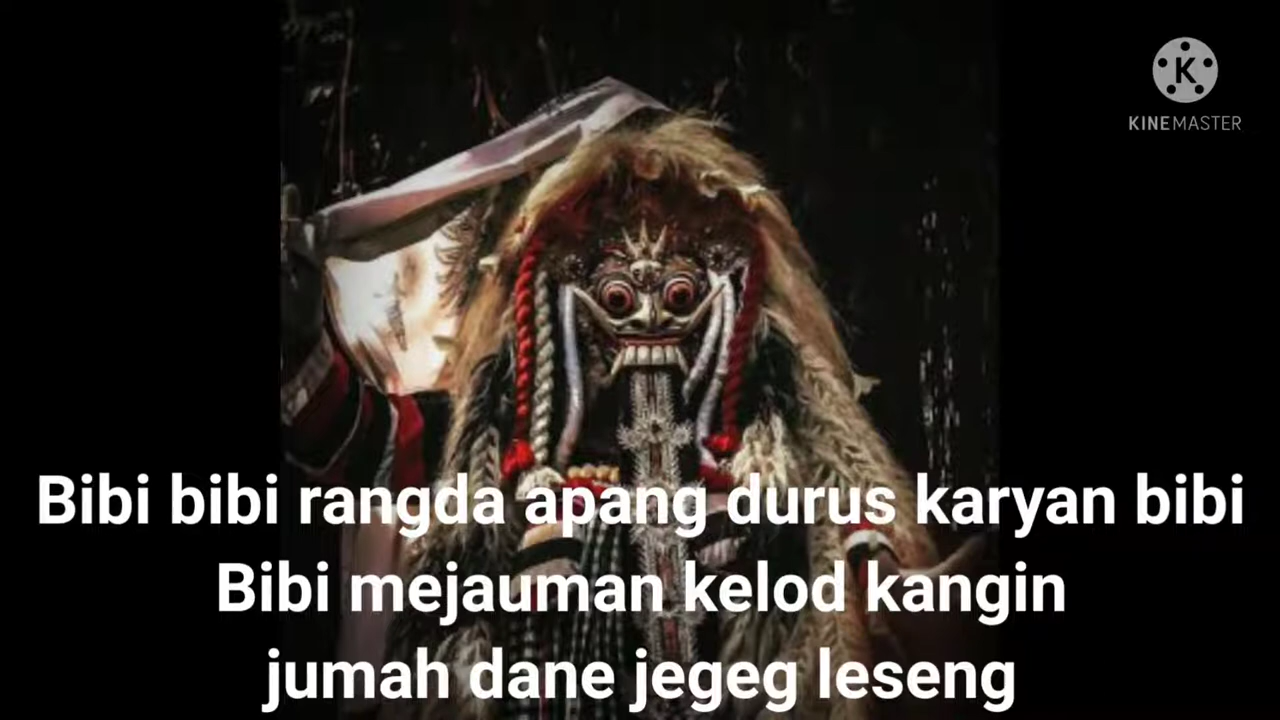 KINEMASTER
Bibi bibi rangda apang durus karyan bibi
Bibi mejauman kelod kangin
jumah dane jegeg leseng